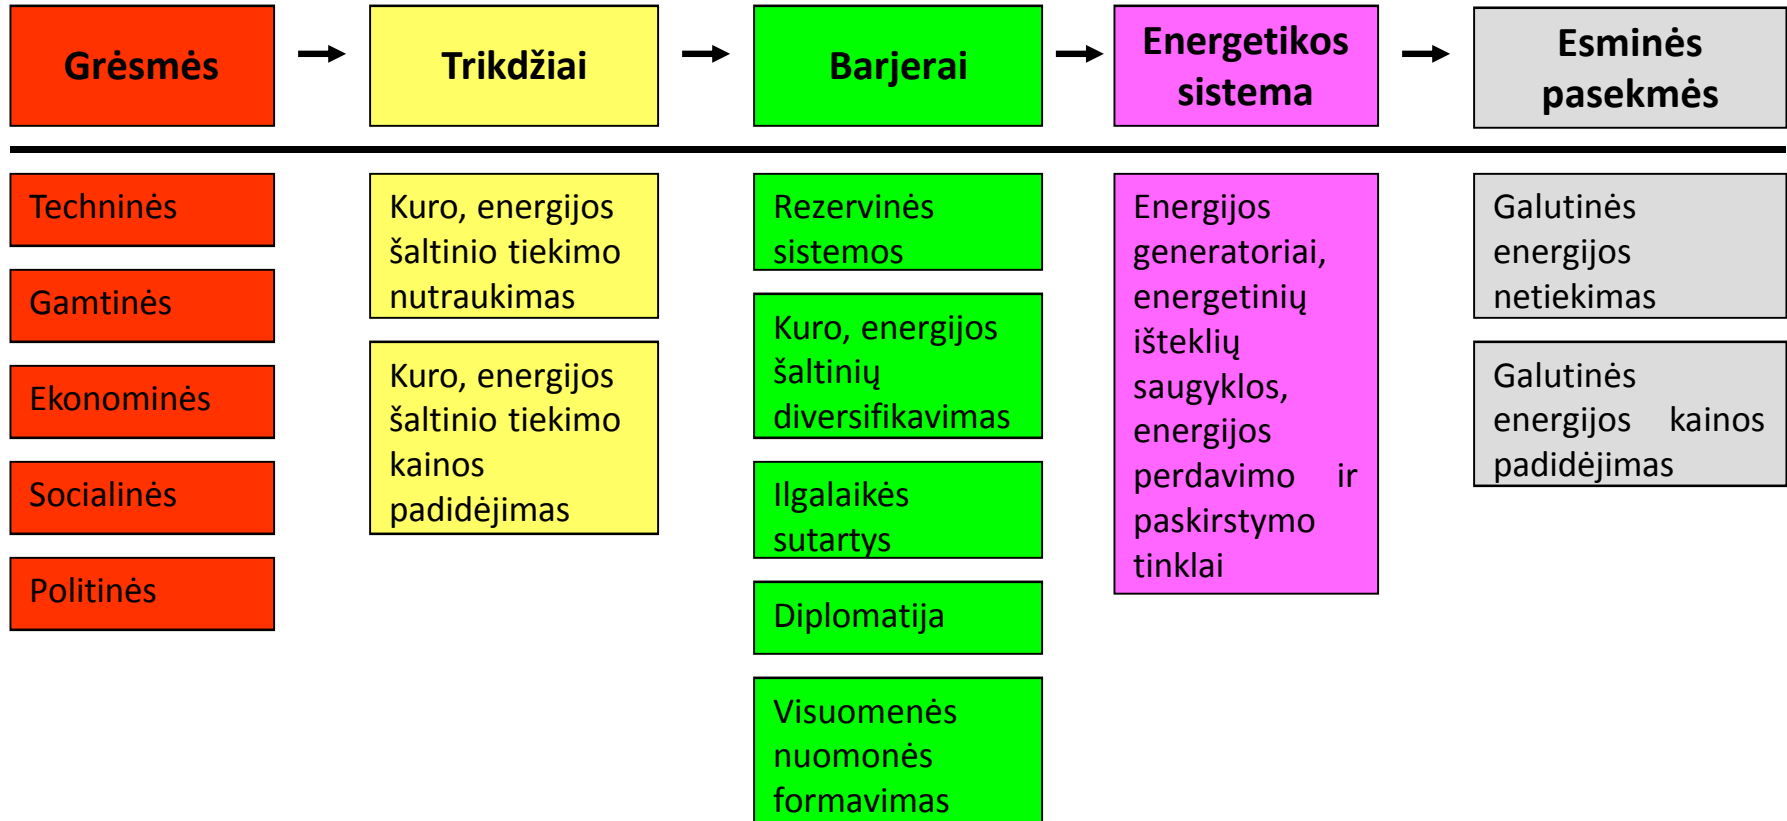 Grėsmės
Trikdžiai
Barjerai
Energetikos
sistema
Esminės
pasekmės
Techninės
Gamtinės
Ekonominės
Socialinės
Politinės
Kuro, energijos
šaltinio tiekimo
nutraukimas
Kuro, energijos
šaltinio tiekimo
kainos
padidėjimas
Rezervinės
sistemos
Kuro, energijos
šaltinių
diversifikavimas
Ilgalaikės
sutartys
Diplomatija
Visuomenės
nuomonės
formavimas
Energijos
generatoriai,
energetinių
išteklių
saugyklos,
energijos
perdavimo ir
paskirstymo
tinklai
Galutinės
energijos
netiekimas
Galutinės
energijos kainos
padidėjimas